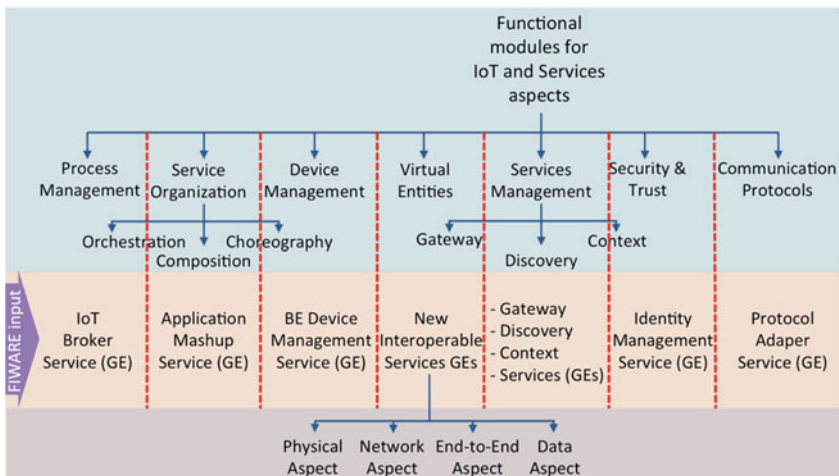 Functional
modules for
IoT and Services
aspects
Process
Management
Service
Organization
Device
Management
Virtual
Entities
Services
Management
Security &
Trust
Communication
Protocols
Orchestration
Composition
Choreography
Gateway
Discovery
Context
FIWARE input
IoT
Broker
Service (GE)
Application
Mashup
Service (GE)
BE Device
Management
Service (GE)
New
Interoperable
Services GEs
- Gateway
- Discovery
- Context
- Services (GEs)
Identity
Management
Service (GE)
Protocol
Adaper
Service (GE)
Physical
Aspect
Network
Aspect
End-to-End
Aspect
Data
Aspect